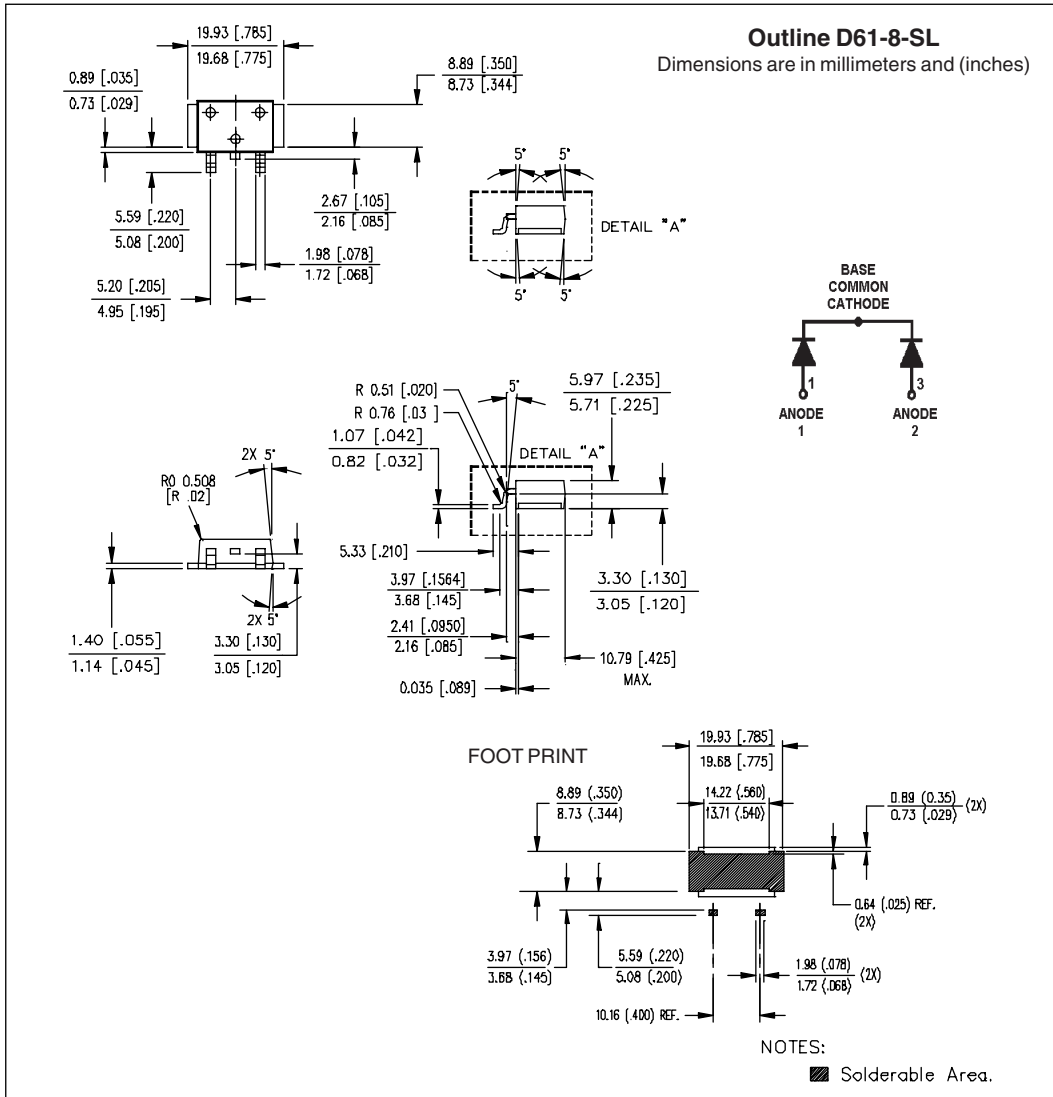 Outline D61-8-SL
Dimensions are in millimeters and (inches)
19.93 [.785]
19.68 [.775]
0.89 [.035]
0.73 [.029]
8.89 [.350]
8.73 [.344]
5.59 [.220]
5.08 [.200]
2.67 [.105]
2.16 [.085]
1.98 [.078]
1.72 [.068]
5.20 [.205]
4.95 [.195]
5° 5°
DETAIL "A"
5° 5°
BASE
COMMON
CATHODE
1 3
ANODE
1
ANODE
2
R 0.51 [.020]
R 0.76 [.03 ]
5°
5.97 [.235]
5.71 [.225]
1.07 [.042]
0.82 [.032]
DETAIL "A"
2X 5°
R0 0.508
[R .02]
5.33 [.210]
3.97 [.1564]
3.68 [.145]
3.30 [.130]
3.05 [.120]
2X 5°
1.40 [.055]
1.14 [.045]
3.30 [.130]
3.05 [.120]
2.41 [.0950]
2.16 [.085]
10.79 [.425]
MAX.
0.035 [.089]
FOOT PRINT
19.93 [.785]
19.68 [.775]
8.89 (.350)
8.73 (.344)
14.22 (.560)
13.71 (.540)
0.89 (0.35)
0.73 (.029) (2X)
0.64 (.025) REF.
(2X)
3.97 (.156)
3.68 (.145)
5.59 (.220)
5.08 (.200)
1.98 (.078)
1.72 (.068) (2X)
10.16 (.400) REF.
NOTES:
Solderable Area.